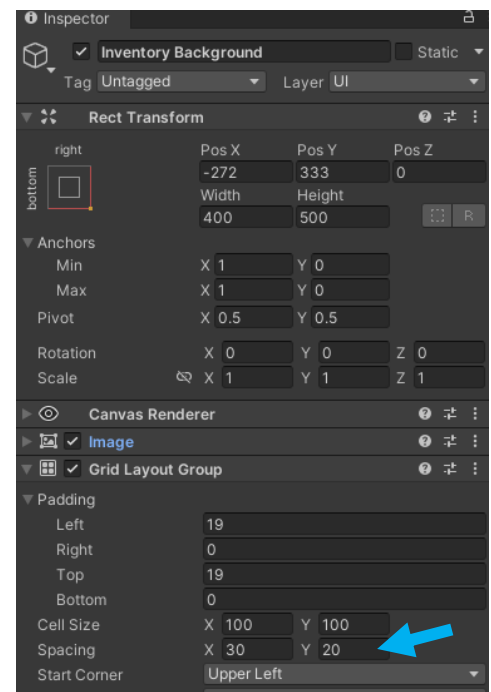 Inspector
Inventory Background Static
Tag Untagged Layer UI
Rect Transform
right Pos X Pos Y Pos Z
bottom
-272 333 0
Width Height
400 500 R
Anchors
Min X 1 Y 0
Max X 1 Y 0
Pivot X 0.5 Y 0.5
Rotation X 0 Y 0 Z 0
Scale X 1 Y 1 Z 1
Canvas Renderer
Image
Grid Layout Group
Padding
Left 19
Right 0
Top 19
Bottom 0
Cell Size X 100 Y 100
Spacing X 30 Y 20
Start Corner Upper Left